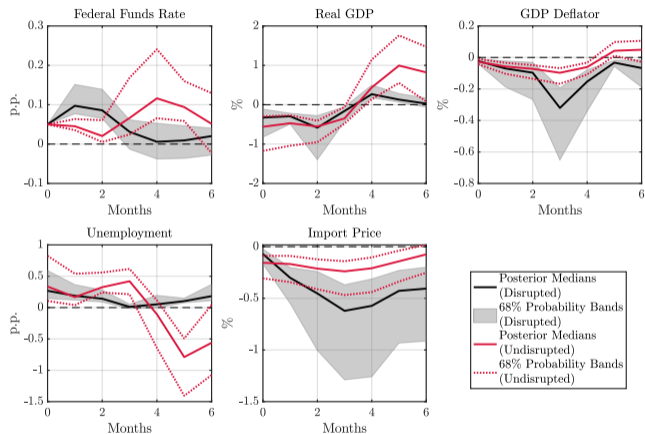 Federal Funds Rate
0.3
0.2
0.1
0
-0.1
p.p.
0 2 4 6
Months
Real GDP
2
1
0
1
2
%
0 2 4 6
Months
GDP Deflator
0.2
0
-0.2
-0.4
-0.6
-0.8
%
0 2 4 6
Months
Unemployment
1
0.5
0
-0.5
-1
-1.5
p.p.
0 2 4 6
Months
Import Price
0
-0.5
-1
-1.5
%
0 2 4 6
Months
Posterior Medians
(Disrupted)
68% Probability Bands
(Disrupted)
Posterior Medians
(Undisrupted)
68% Probability Bands
(Undisrupted)